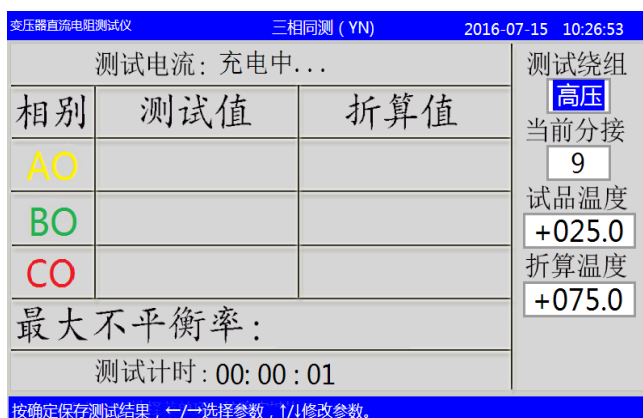 变压器直流电阻测试仪 三相同测 ( YN) 2016-07-15 10:26:53
测试电流: 充电中...
相别 测试值 折算值
AO
BO
CO
最大不平衡率:
测试计时: 00: 00 : 01
测试绕组
高压
当前分接
9
试品温度
+025.0
折算温度
+075.0
按确定保存测试结果，←/→选择参数，↑/↓修改参数。